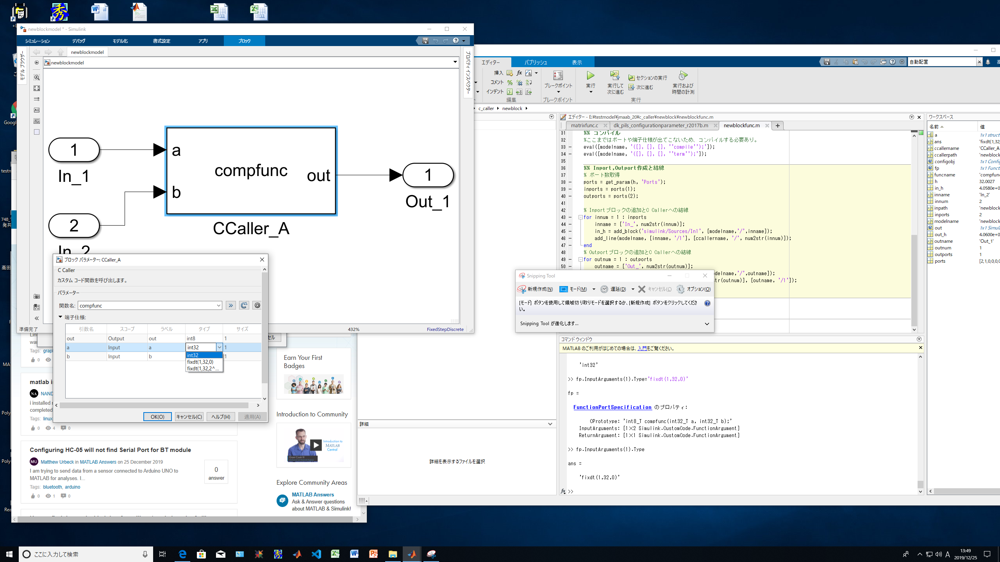 newblockmodel * - Simulink
シミュレーション デバッグ モデル化 書式設定 アプリ ブロック
モデル ブラウザー
newblockmodel
newblockmodel
プロパティ インスペクター
1
In_1
2
In_2
a
b
compfunc
out
CCaller_A
1
Out_1
準備完了
432%
FixedStepDiscrete
ブロック パラメーター: CCaller_A
C Caller
カスタム コード関数を呼び出します。
パラメーター
関数名: compfunc
端子仕様:
引数名 スコープ ラベル タイプ サイズ
out Output out int8 1
a Input a int32 1
b Input b 1
int32
fixdt(1,32,0)
fixdt(1,32,2^...
OK(O) キャンセル(C) ヘルプ(H) 適用(A)
Tags:
0
matlab i
NA NAND
i installed
completed
Tags: linux
0 4 0
Configuring HC-05 will not find Serial Port for BT module
MU Matthew Urbeck in MATLAB Answers on 25 December 2019
I am trying to send data from a sensor connected to Arduino UNO to
MATLAB for analyses. I...
Tags: bluetooth, arduino
0 1 0
0
answer
Earn Your First
Badges
Introduction to Community
Introduction to
MATLAB
Central
Grant Cook III
Explore Community Areas
MATLAB Answers
Ask & Answer questions
about MATLAB & Simulink!
エディター パブリッシュ 表示
自動配置
挿入
コメント
インデント
編集
ブレークポイント
ブレークポイント
実行
実行して
次に進む
セクションの実行
次に進む
実行および
時間の計測
実行
c_caller newblock
エディター - E:¥testmodel¥jmaab_20¥c_caller¥newblock¥newblockfunc.m
matrixfunc.c dk_pils_configurationparameter_r2017b.m newblockfunc.m
31 %% コンパイル
32 %ここまではポートや端子仕様が出てこないため、コンパイルする必要あり。
33 eval([modelname, '([], [], [], ''compile'');']);
34 eval([modelname, '([], [], [], ''term'');']);
35
36 %% Inport,Outport作成と結線
37 % ポート数取得
38 ports = get_param(h, 'Ports');
39 inports = ports(1);
40 outports = ports(2);
41
42 % Inportブロックの追加とC Callerへの結線
43 for innum = 1 : inports
44 inname = ['In_', num2str(innum)];
45 in_h = add_block('simulink/Sources/In1', [modelname,'/',inname]);
46 add_line(modelname, [inname, '/1'], [ccallername, '/', num2str(innum)]);
47 end
48 % Outportブロックの追加とC Callerへの結線
49 for outnum = 1 : outports
50 outname = ['Out_', num2str(outnum)];
odelname,'/',outname]);
tr(outnum)], [outname, '/1']);
Snipping Tool
新規作成(N) モード(M) 遅延(D) キャンセル(C) オプション(O)
[モード] ボタンを使用して領域切り取りモードを選択するか、[新規作成] ボタンをクリックしてくださ
い。
Snipping Tool が進化します...
コマンド ウィンドウ
MATLAB のご利用がはじめての場合は、入門をご覧ください。
'int32'
>> fp.InputArguments(1).Type='fixdt(1,32,0)'
fp =
FunctionPortSpecification のプロパティ:
CPrototype: 'int8_T compfunc(int32_T a, int32_T b);'
InputArguments: [1×2 Simulink.CustomCode.FunctionArgument]
ReturnArgument: [1×1 Simulink.CustomCode.FunctionArgument]
>> fp.InputArguments(1).Type
ans =
'fixdt(1,32,0)'
>>
詳細
詳細を表示するファイルを選択
ワークスペース
名前 値
a 1x1 struct
ans 'fixdt(1,32,
ccallername 'CCaller_A
ccallerpath 'newblock
configobj 1x1 Config
fp 1x1 Functi
funcname 'compfunc
h 32.0027
in_h 4.0580e+0
inname 'In_2'
innum 2
inpath 'newblock
inports 2
modelname 'newblock
out 1x1 Simula
out_h 4.0600e+0
outname 'Out_1'
outnum 1
outports 1
ports [2,1,0,0,0,0
ここに入力して検索
A
13:49
2019/12/25